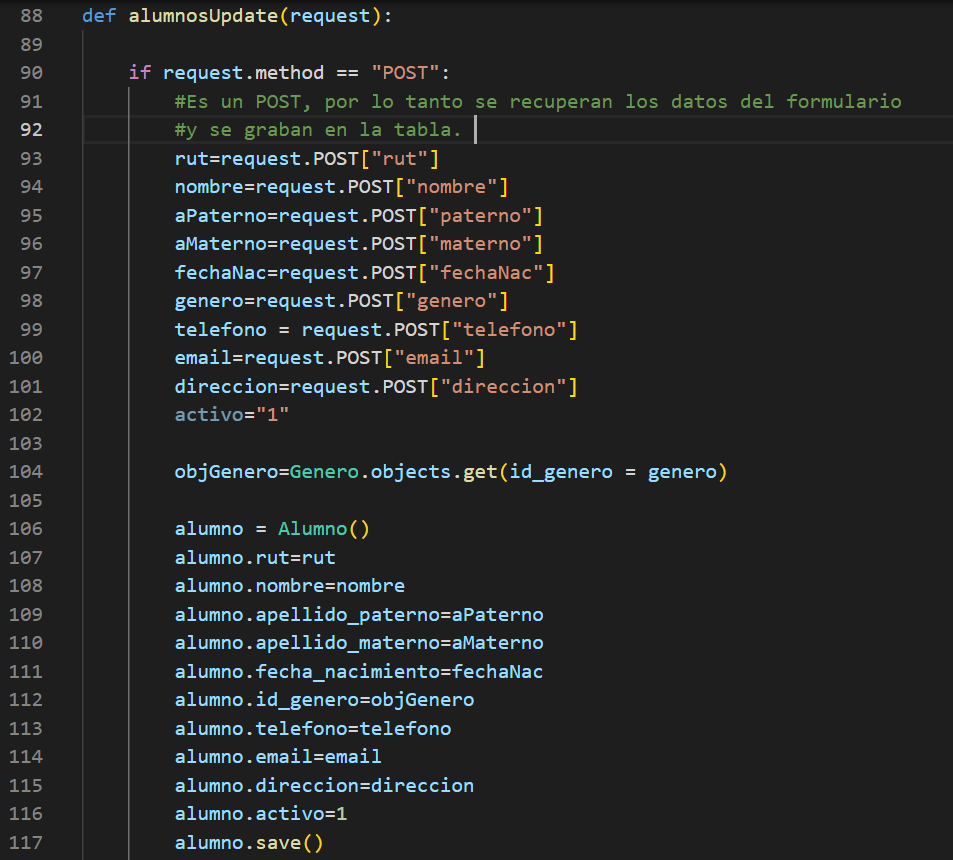 88 def alumnosUpdate(request):
89
90 if request.method == "POST":
91 #Es un POST, por lo tanto se recuperan los datos del formulario
92 #y se graban en la tabla.
93 rut=request.POST["rut"]
94 nombre=request.POST["nombre"]
95 aPaterno=request.POST["paterno"]
96 aMaterno=request.POST["materno"]
97 fechaNac=request.POST["fechaNac"]
98 genero=request.POST["genero"]
99 telefono = request.POST["telefono"]
100 email=request.POST["email"]
101 direccion=request.POST["direccion"]
102 activo="1"
103
104 objGenero=Genero.objects.get(id_genero = genero)
105
106 alumno = Alumno()
107 alumno.rut=rut
108 alumno.nombre=nombre
109 alumno.apellido_paterno=aPaterno
110 alumno.apellido_materno=aMaterno
111 alumno.fecha_nacimiento=fechaNac
112 alumno.id_genero=objGenero
113 alumno.telefono=telefono
114 alumno.email=email
115 alumno.direccion=direccion
116 alumno.activo=1
117 alumno.save()